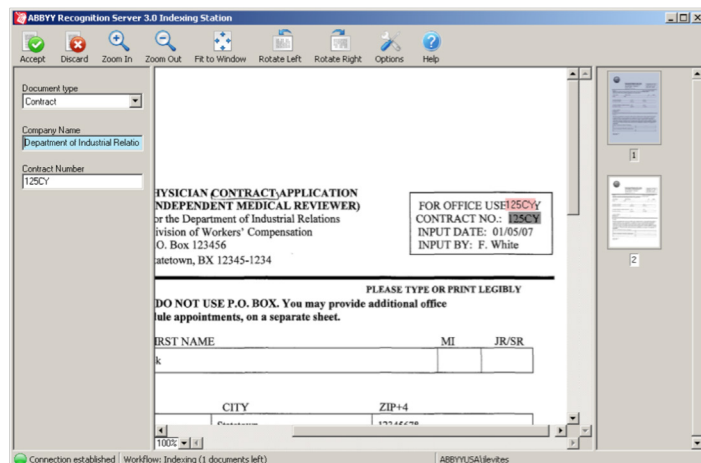 ABBYY Recognition Server 3.0 Indexing Station
Accept Discard Zoom In Zoom Out Fit to Window Rotate Left Rotate Right Options Help
Document type
Contract
Company Name
Department of Industrial Relatio
Contract Number
125CY
HYSICIAN CONTRACT APPLICATION
NDEPENDENT MEDICAL REVIEWER)
or the Department of Industrial Relations
ivision of Workers' Compensation
O. Box 123456
atetown, BX 12345-1234
FOR OFFICE USE 125CY Y
CONTRACT NO.: 125CY
INPUT DATE: 01/05/07
INPUT BY: F. White
PLEASE TYPE OR PRINT LEGIBLY
DO NOT USE P.O. BOX. You may provide additional office
lule appointments, on a separate sheet.
IRST NAME MI JR/SR
k
CITY ZIP+4
100%
1
2
Connection established Workflow: Indexing (1 documents left) ABBYYUSA\ilevites